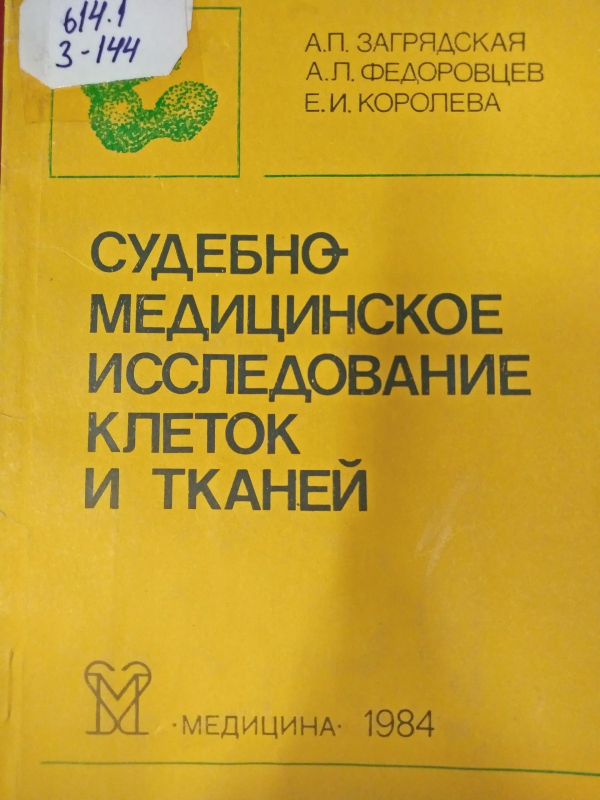 614.1
З-144
А.П. ЗАГРЯДСКАЯ
А.Л. ФЕДОРОВЦЕВ
Е.И. КОРОЛЕВА
СУДЕБНО-
МЕДИЦИНСКОЕ
ИССЛЕДОВАНИЕ
КЛЕТОК
И ТКАНЕЙ
·МЕДИЦИНА· 1984